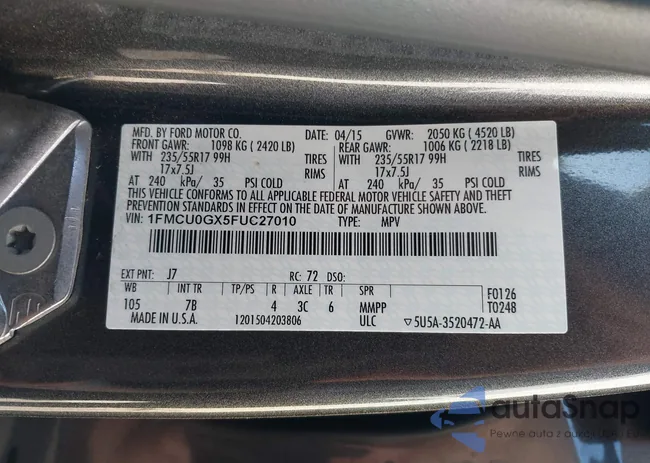 MFD. BY FORD MOTOR CO. DATE: 04/15 GVWR: 2050 KG ( 4520 LB)
FRONT GAWR: 1098 KG ( 2420 LB) REAR GAWR: 1006 KG ( 2218 LB)
WITH 235/55R17 99H TIRES WITH 235/55R17 99H TIRES
17x7.5J RIMS 17x7.5J RIMS
AT 240 kPa/ 35 PSI COLD AT 240 kPa/ 35 PSI COLD
THIS VEHICLE CONFORMS TO ALL APPLICABLE FEDERAL MOTOR VEHICLE SAFETY AND THEFT
PREVENTION STANDARDS IN EFFECT ON THE DATE OF MANUFACTURE SHOWN ABOVE.
VIN: 1FMCU0GX5FUC27010 TYPE: MPV
EXT PNT: J7 RC: 72 DSO:
WB INT TR TP/PS R AXLE TR SPR F0126
105 7B 4 3C 6 MMPP T0248
MADE IN U.S.A. 1201504203806 ULC ▽5U5A-3520472-AA
autoSnap
Pewne auta z aukcji